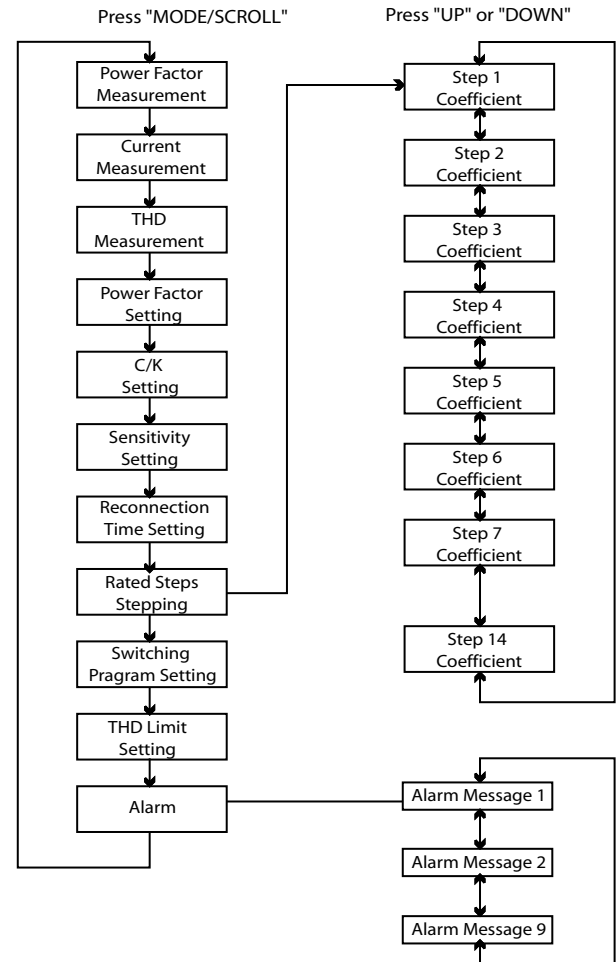 Press "MODE/SCROLL"
Power Factor
Measurement
Current
Measurement
THD
Measurement
Power Factor
Setting
C/K
Setting
Sensitivity
Setting
Reconnection
Time Setting
Rated Steps
Stepping
Switching
Pragram Setting
THD Limit
Setting
Alarm
Press "UP" or "DOWN"
Step 1
Coefficient
Step 2
Coefficient
Step 3
Coefficient
Step 4
Coefficient
Step 5
Coefficient
Step 6
Coefficient
Step 7
Coefficient
Step 14
Coefficient
Alarm Message 1
Alarm Message 2
Alarm Message 9